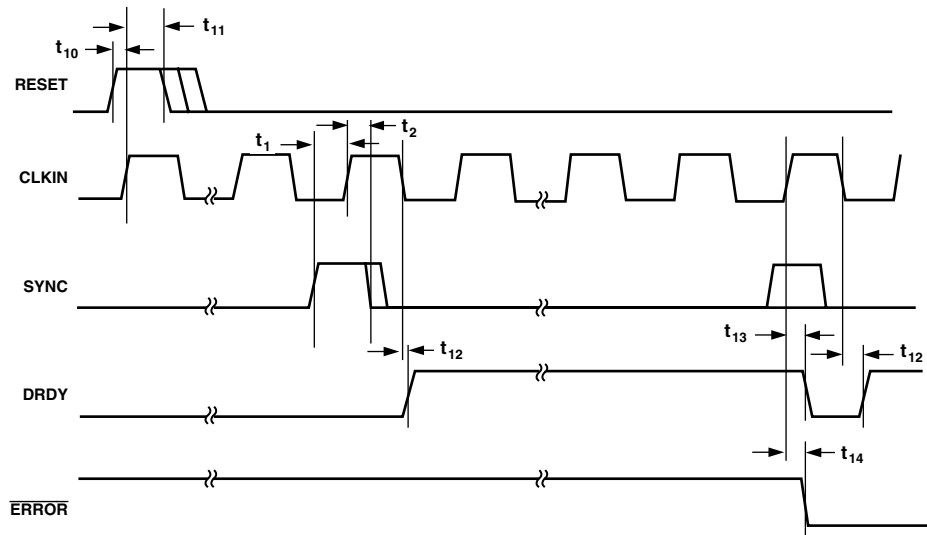 t11
t10
RESET
t2
t1
CLKIN
SYNC
t13
t12
t12
DRDY
t14
ERROR